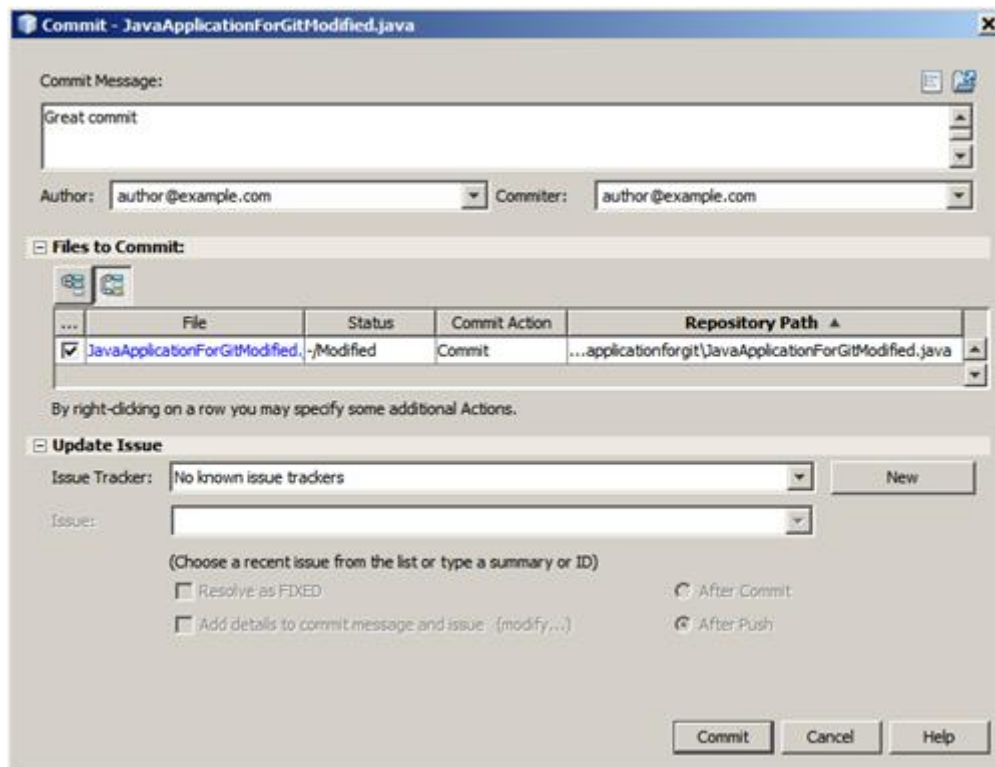 Commit - JavaApplicationForGitModified.java
Commit Message:
Great commit
Author: author@example.com Commiter: author@example.com
Files to Commit:
... File Status Commit Action Repository Path
JavaApplicationForGitModified. -/Modified Commit ...applicationforgit\JavaApplicationForGitModified.java
By right-clicking on a row you may specify some additional Actions.
Update Issue
Issue Tracker: No known issue trackers New
Issue:
(Choose a recent issue from the list or type a summary or ID)
Resolve as FIXED After Commit
Add details to commit message and issue (modify...) After Push
Commit Cancel Help